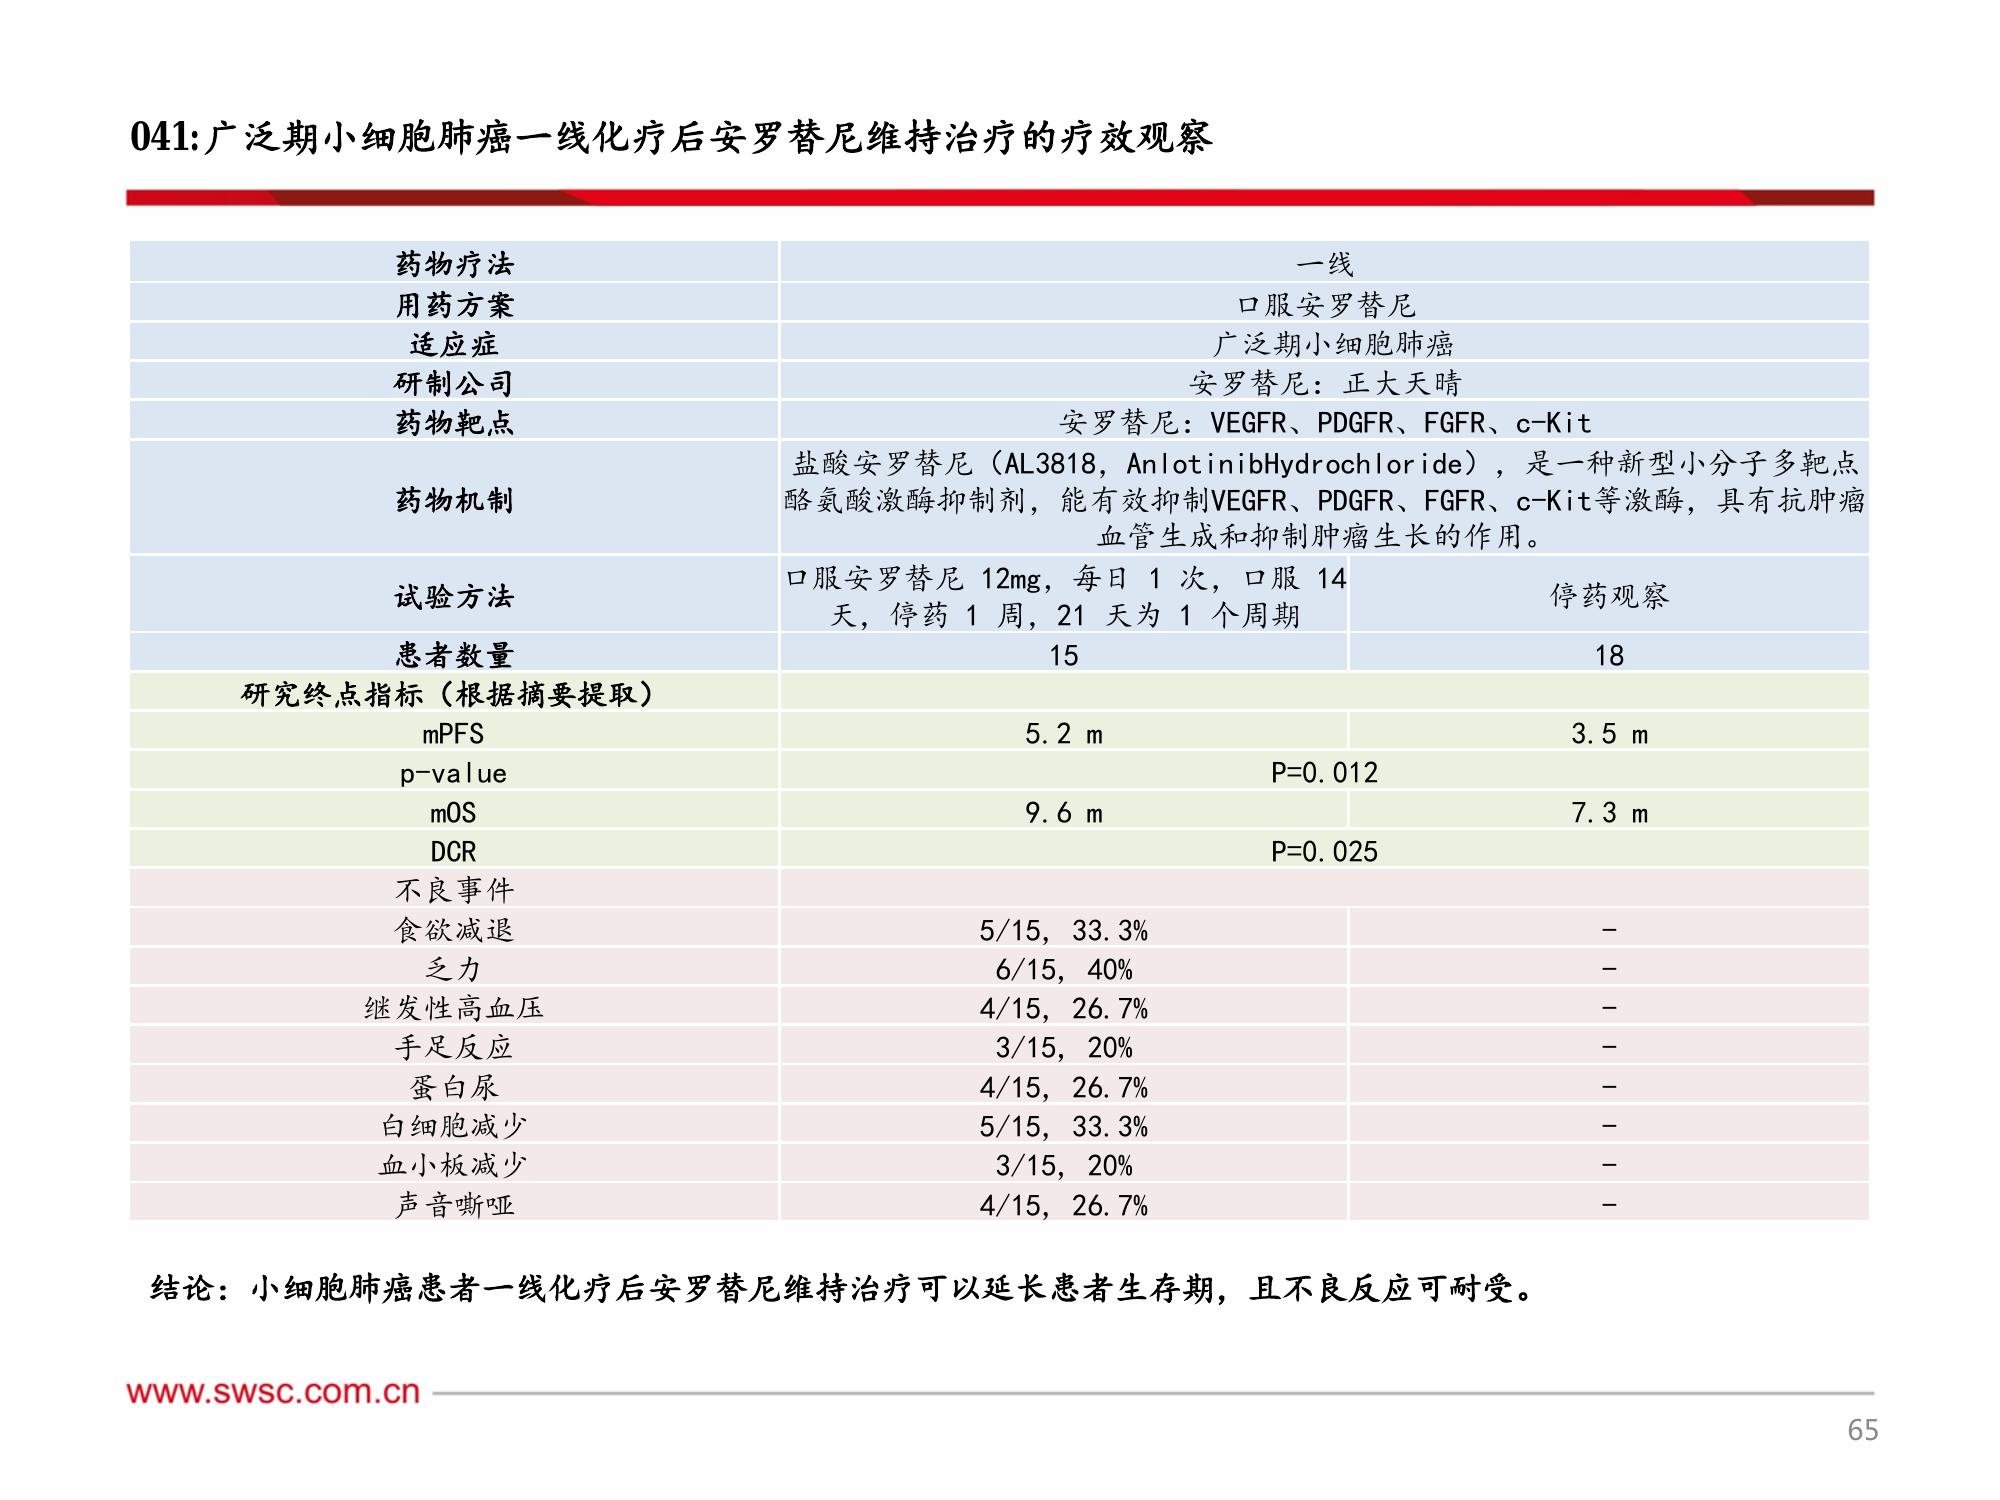 041:广泛期小细胞肺癌一线化疗后安罗替尼维持治疗的疗效观察
药物疗法 一线
用药方案 口服安罗替尼
适应症 广泛期小细胞肺癌
研制公司 安罗替尼：正大天晴
药物靶点 安罗替尼：VEGFR、PDGFR、FGFR、c-Kit
药物机制
盐酸安罗替尼（AL3818，AnlotinibHydrochloride），是一种新型小分子多靶点
酪氨酸激酶抑制剂，能有效抑制VEGFR、PDGFR、FGFR、c-Kit等激酶，具有抗肿瘤
血管生成和抑制肿瘤生长的作用。
试验方法
口服安罗替尼 12mg，每日 1 次，口服 14
天，停药 1 周，21 天为 1 个周期
停药观察
患者数量 15 18
研究终点指标（根据摘要提取）
mPFS 5.2 m 3.5 m
p-value P=0.012
mOS 9.6 m 7.3 m
DCR P=0.025
不良事件
食欲减退 5/15, 33.3% -
乏力 6/15, 40% -
继发性高血压 4/15, 26.7% -
手足反应 3/15, 20% -
蛋白尿 4/15, 26.7% -
白细胞减少 5/15, 33.3% -
血小板减少 3/15, 20% -
声音嘶哑 4/15, 26.7% -
结论：小细胞肺癌患者一线化疗后安罗替尼维持治疗可以延长患者生存期，且不良反应可耐受。
www.swsc.com.cn
65